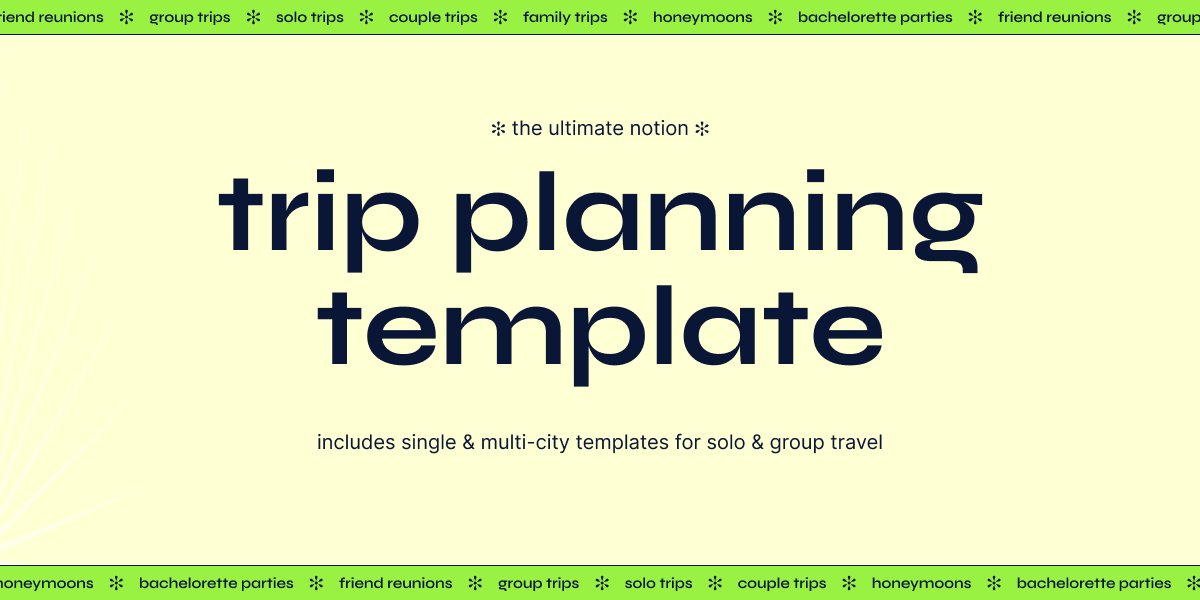 friend reunions ✻ group trips ✻ solo trips ✻ couple trips ✻ family trips ✻ honeymoons ✻ bachelorette parties ✻ friend reunions ✻ group
✻ the ultimate notion ✻
trip planning
template
includes single & multi-city templates for solo & group travel
honeymoons ✻ bachelorette parties ✻ friend reunions ✻ group trips ✻ solo trips ✻ couple trips ✻ honeymoons ✻ bachelorette parties ✻